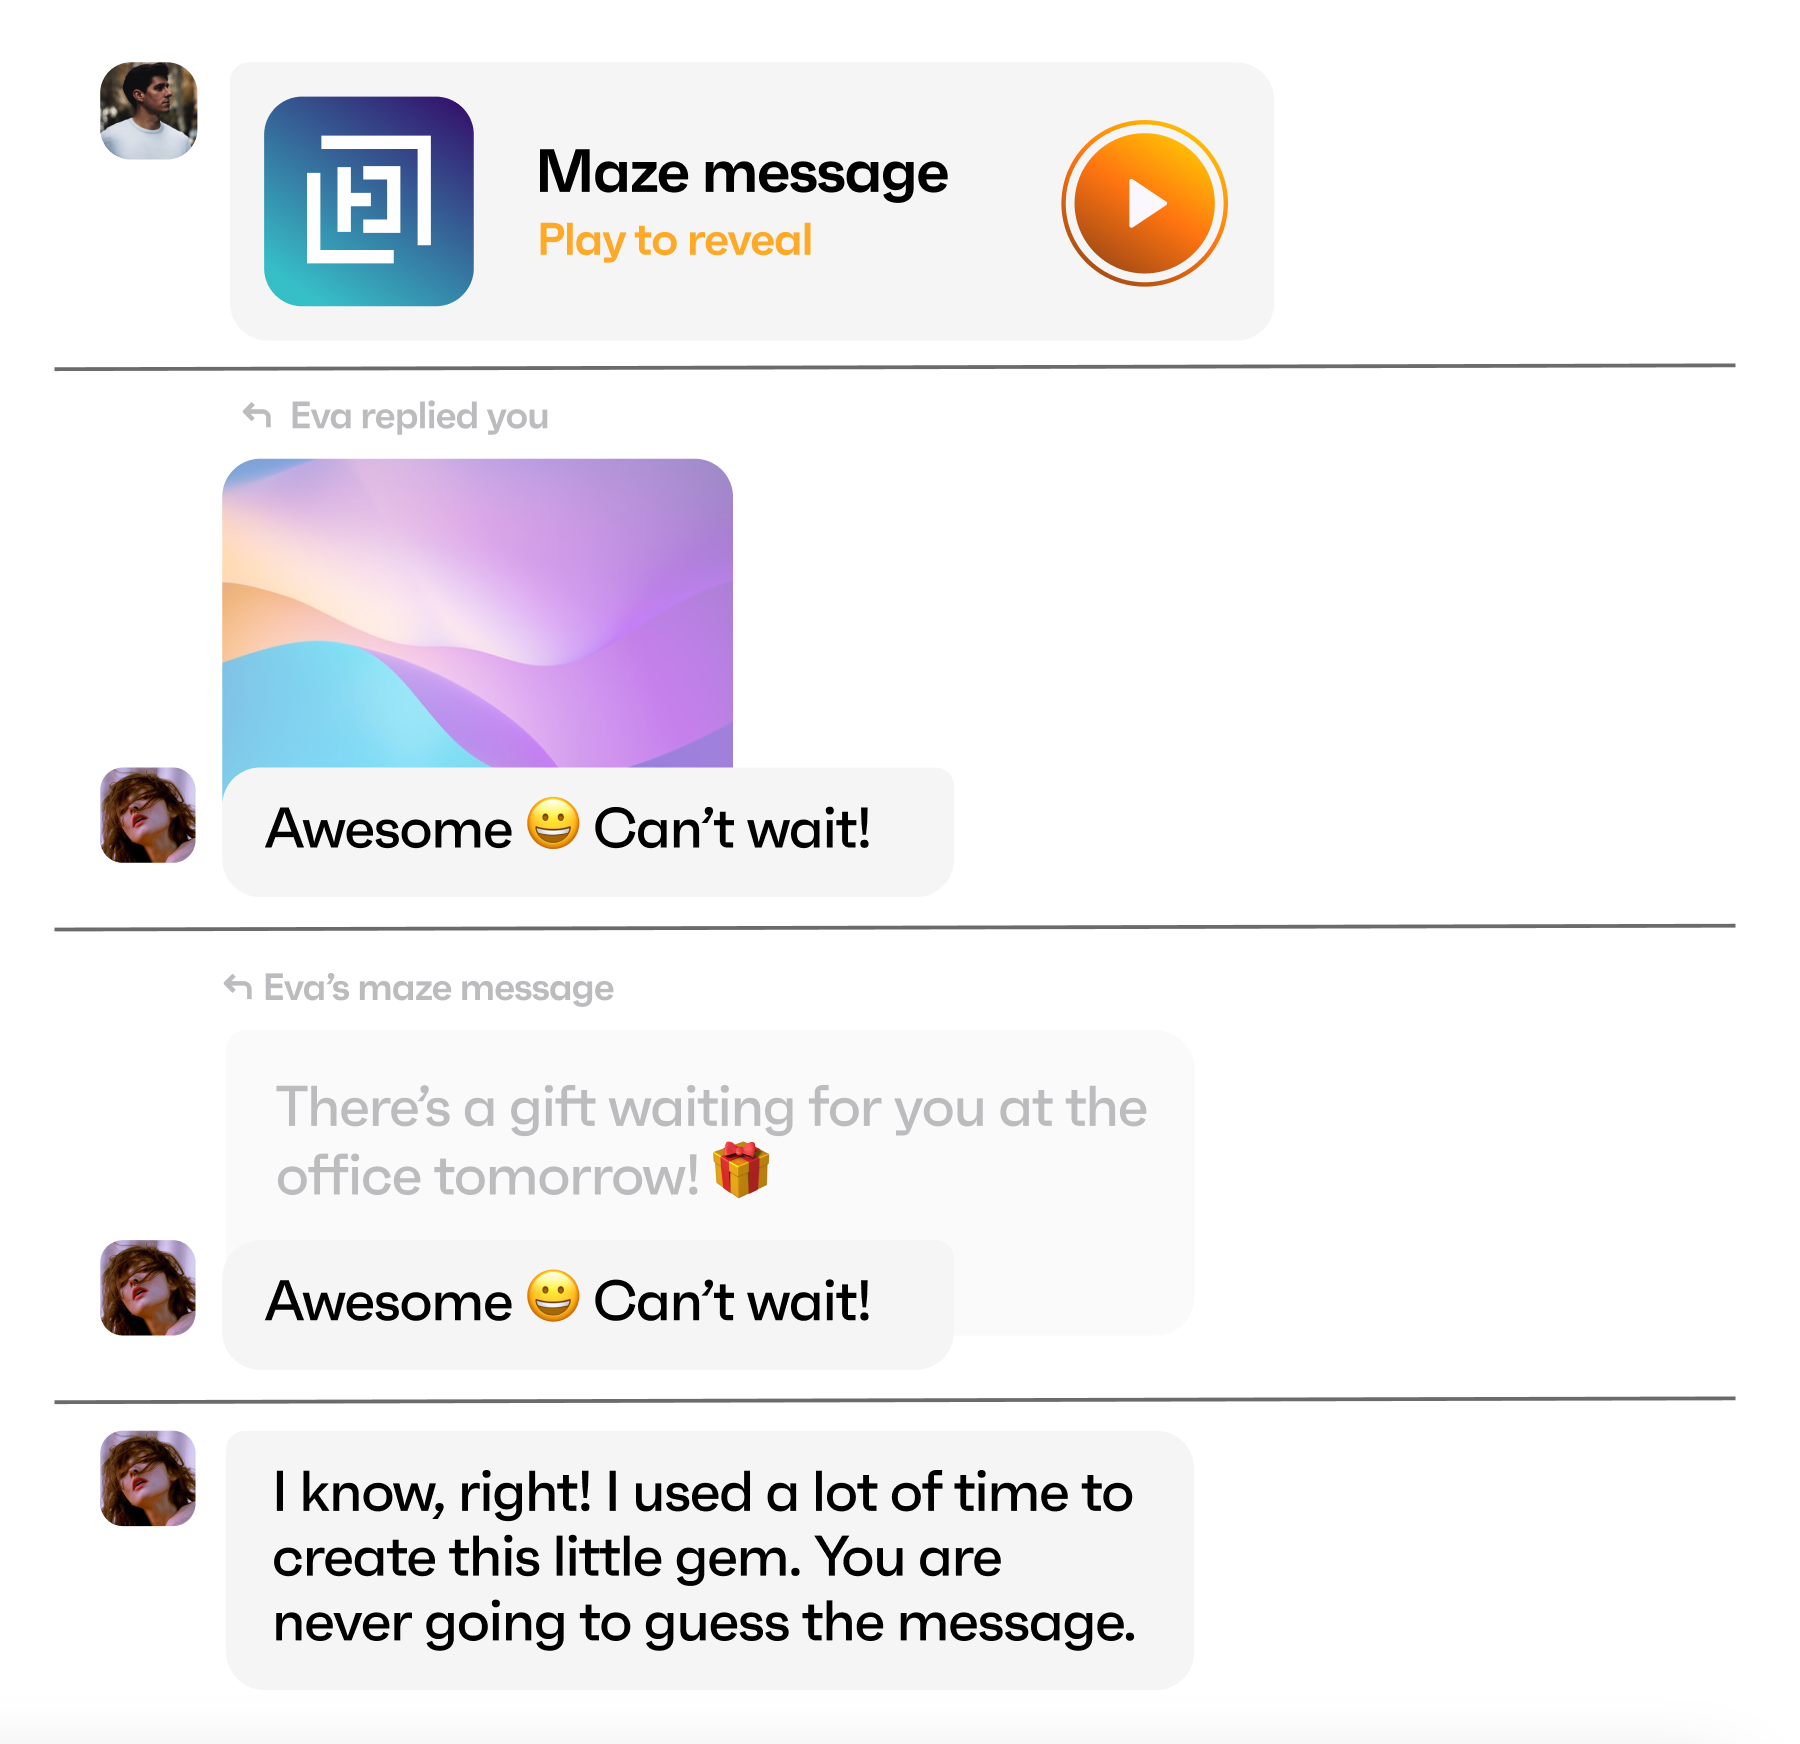 Maze message
Play to reveal
Eva replied you
Awesome 😀 Can’t wait!
Eva’s maze message
There’s a gift waiting for you at the
office tomorrow! 🎁
Awesome 😀 Can’t wait!
I know, right! I used a lot of time to
create this little gem. You are
never going to guess the message.